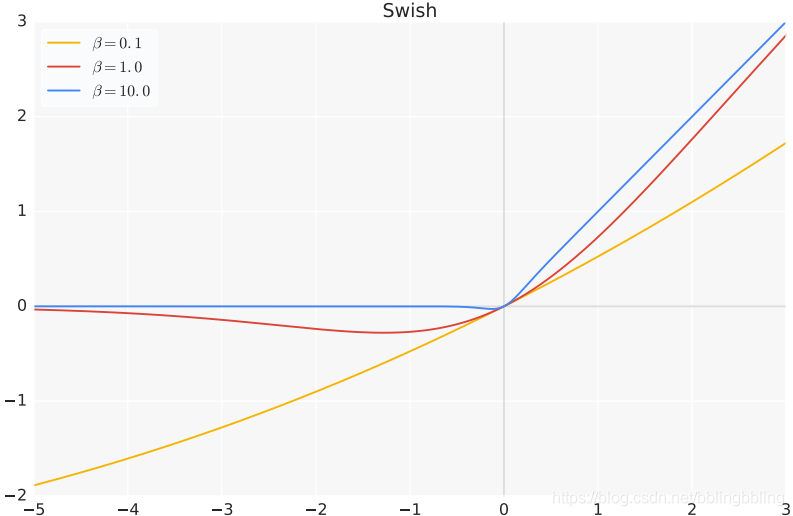 Swish
3
β = 0.1
β = 1.0
β = 10.0
2
1
0
−1
−2
−5 −4 −3 −2 −1 0 1 2 3
https://blog.csdn.net/bblingbbling